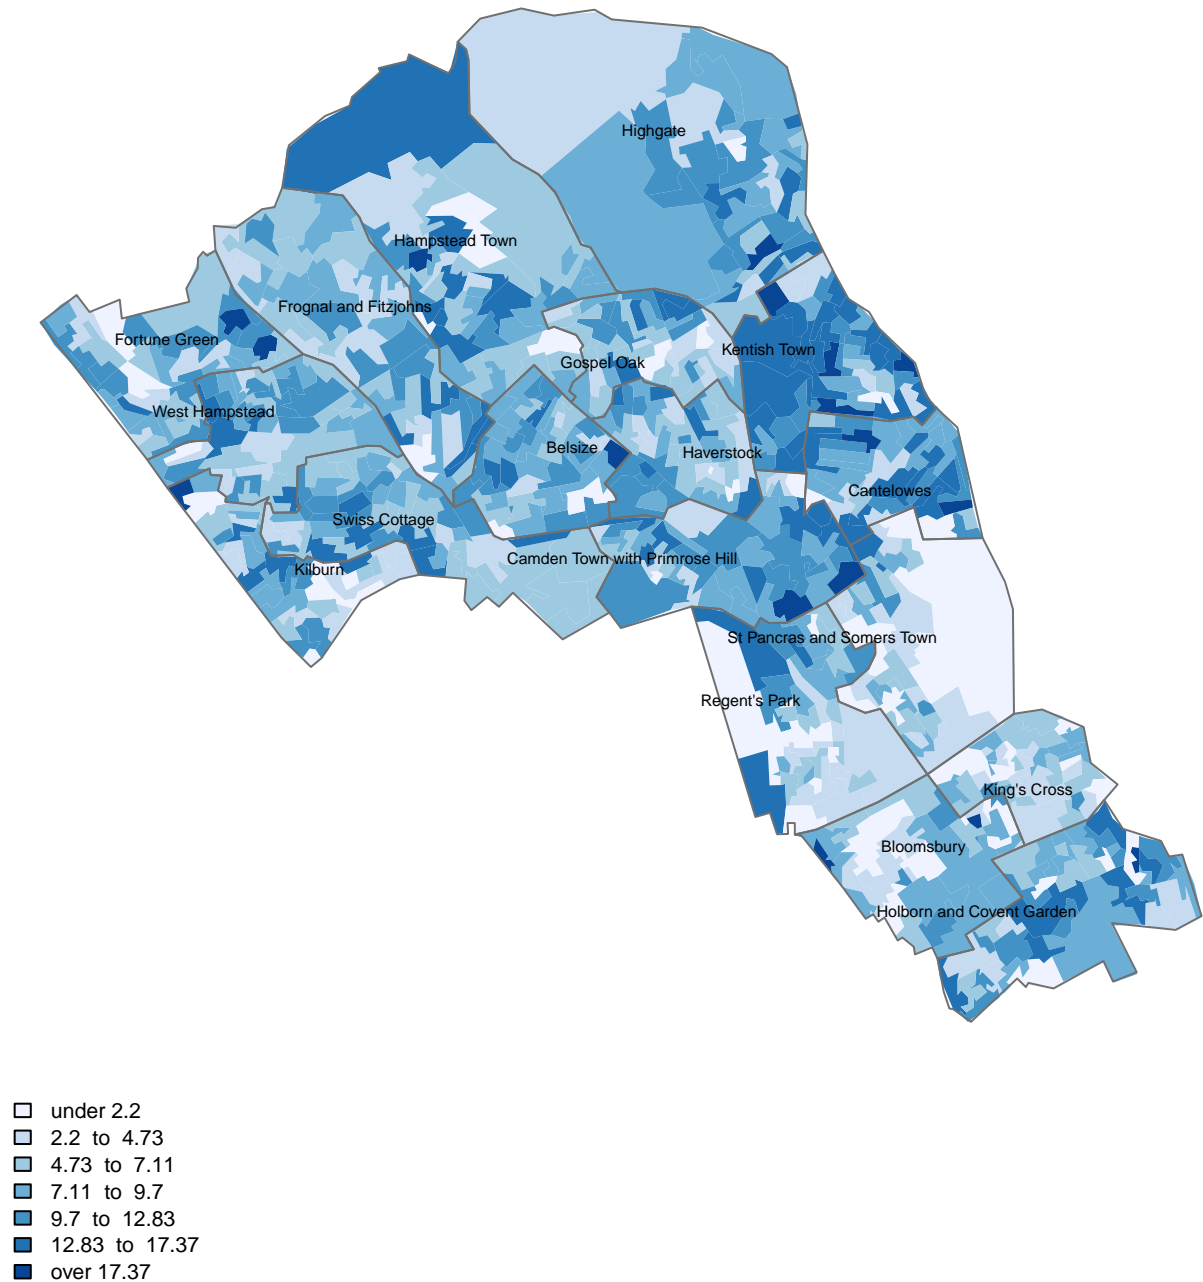 Highgate
Hampstead Town
Frognal and Fitzjohns
Fortune Green
Kentish Town
Gospel Oak
West Hampstead
Belsize
Haverstock
Cantelowes
Swiss Cottage
Camden Town with Primrose Hill
Kilburn
St Pancras and Somers Town
Regent's Park
King's Cross
Bloomsbury
Holborn and Covent Garden
under 2.2
2.2 to 4.73
4.73 to 7.11
7.11 to 9.7
9.7 to 12.83
12.83 to 17.37
over 17.37